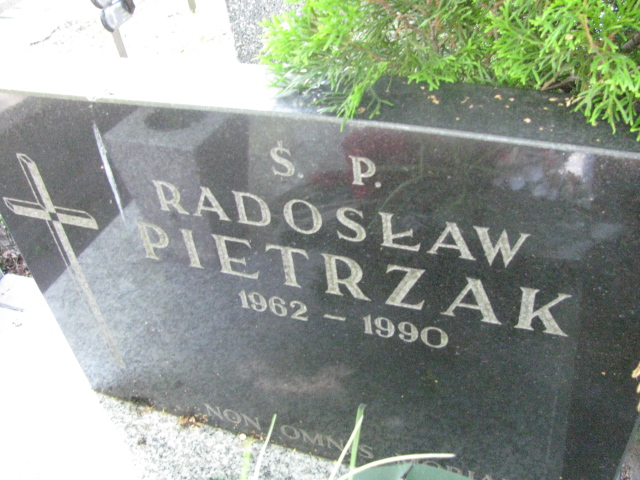 Ś. P.
RADOSŁAW
PIETRZAK
1962 – 1990
NON OMNIS